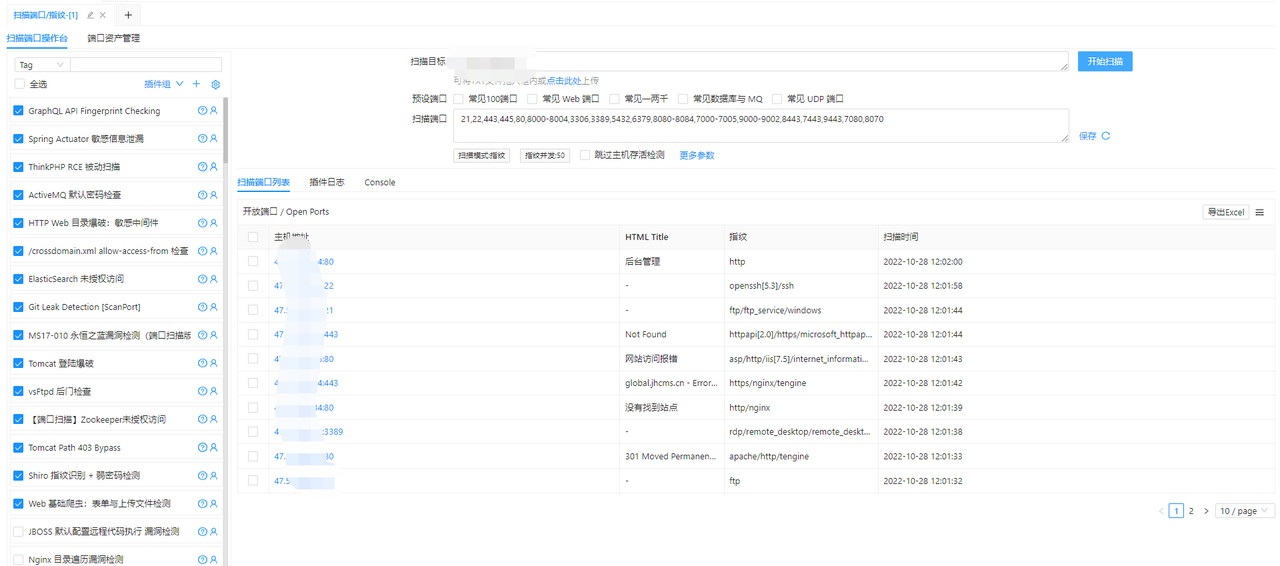 扫描端口/指纹-[1]
扫描端口操作台 端口资产管理
Tag
全选 插件组
GraphQL API Fingerprint Checking
Spring Actuator 敏感信息泄漏
ThinkPHP RCE 被动扫描
ActiveMQ 默认密码检查
HTTP Web 目录爆破：敏感中间件
/crossdomain.xml allow-access-from 检查
ElasticSearch 未授权访问
Git Leak Detection [ScanPort]
MS17-010 永恒之蓝漏洞检测（端口扫描版
Tomcat 登陆爆破
vsFtpd 后门检查
【端口扫描】Zookeeper未授权访问
Tomcat Path 403 Bypass
Shiro 指纹识别 + 弱密码检测
Web 基础爬虫：表单与上传文件检测
JBOSS 默认配置远程代码执行 漏洞检测
Nginx 目录遍历漏洞检测
扫描目标 开始扫描
可将TXT文件拖入框内或点击此处上传
预设端口 常见100端口 常见 Web 端口 常见一两千 常见数据库与 MQ 常见 UDP 端口
扫描端口 21,22,443,445,80,8000-8004,3306,3389,5432,6379,8080-8084,7000-7005,9000-9002,8443,7443,9443,7080,8070
保存
扫描模式:指纹 指纹并发:50 跳过主机存活检测 更多参数
扫描端口列表 插件日志 Console
开放端口 / Open Ports 导出Excel
主机地址 HTML Title 指纹 扫描时间
4:80 后台管理 http 2022-10-28 12:02:00
47. 22 - openssh[5.3]/ssh 2022-10-28 12:01:58
47. 21 - ftp/ftp_service/windows 2022-10-28 12:01:44
47 443 Not Found httpapi[2.0]/https/microsoft_httpap... 2022-10-28 12:01:44
:80 网站访问报错 asp/http/iis[7.5]/internet_informati... 2022-10-28 12:01:43
4:443 global.jhcms.cn - Error... https/nginx/tengine 2022-10-28 12:01:42
4:80 没有找到站点 http/nginx 2022-10-28 12:01:39
:3389 - rdp/remote_desktop/remote_deskt... 2022-10-28 12:01:38
47. 301 Moved Permanen... apache/http/tengine 2022-10-28 12:01:33
47.5 - ftp 2022-10-28 12:01:32
1 2 10 / page